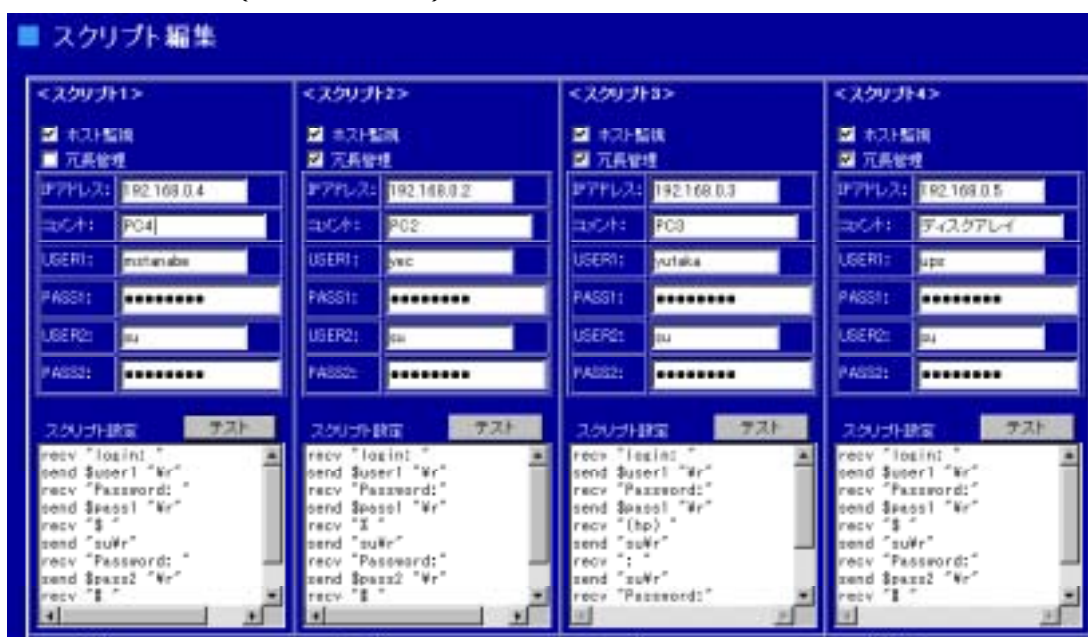 スクリプト編集
<スクリプト1>
ホスト監視
冗長管理
IPアドレス: 192.168.0.4
コメント: PC4
USER1: mstanabe
PASS1: ●●●●●●●●
USER2: su
PASS2: ●●●●●●●●
スクリプト設定 テスト
recv "login: "
send $user1 "¥r"
recv "Password: "
send $pass1 "¥r"
recv "$ "
send "su¥r"
recv "Password: "
send $pass2 "¥r"
recv "$ "
<スクリプト2>
ホスト監視
冗長管理
IPアドレス: 192.168.0.2
コメント: PC2
USER1: yec
PASS1: ●●●●●●●●
USER2: su
PASS2: ●●●●●●●●
スクリプト設定 テスト
recv "login: "
send $user1 "¥r"
recv "Password:"
send $pass1 "¥r"
recv "% "
send "su¥r"
recv "Password:"
send $pass2 "¥r"
recv "$ "
<スクリプト3>
ホスト監視
冗長管理
IPアドレス: 192.168.0.3
コメント: PC3
USER1: yutaka
PASS1: ●●●●●●●●
USER2: su
PASS2: ●●●●●●●●
スクリプト設定 テスト
recv "login: "
send $user1 "¥r"
recv "Password:"
send $pass1 "¥r"
recv "(hp) "
send "su¥r"
recv ": "
send "su¥r"
recv "Password:"
<スクリプト4>
ホスト監視
冗長管理
IPアドレス: 192.168.0.5
コメント: ディスクアレイ
USER1: ups
PASS1: ●●●●●●●●
USER2: su
PASS2: ●●●●●●●●
スクリプト設定 テスト
recv "login: "
send $user1 "¥r"
recv "Password:"
send $pass1 "¥r"
recv "$ "
send "su¥r"
recv "Password:"
send $pass2 "¥r"
recv "$ "